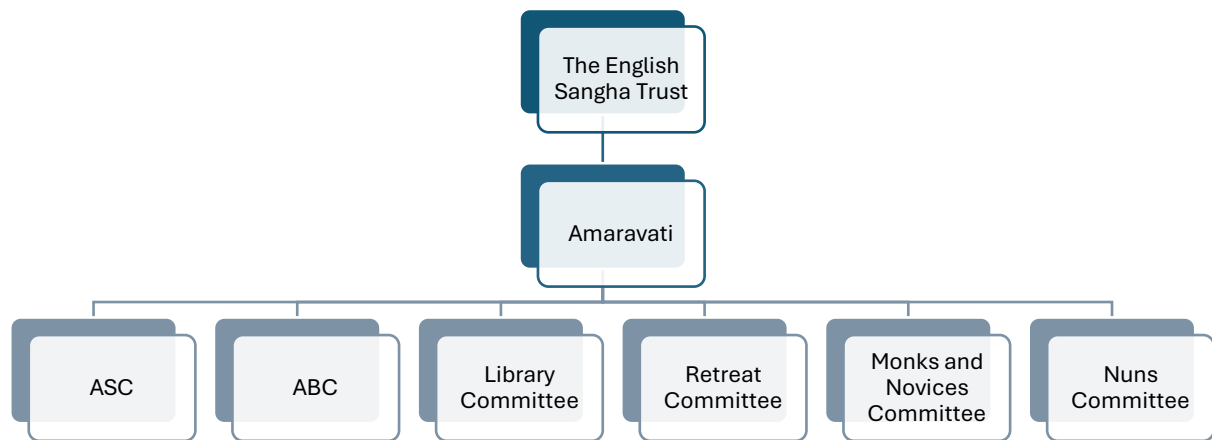 The English
Sangha Trust
Amaravati
ASC
ABC
Library
Committee
Retreat
Committee
Monks and
Novices
Committee
Nuns
Committee